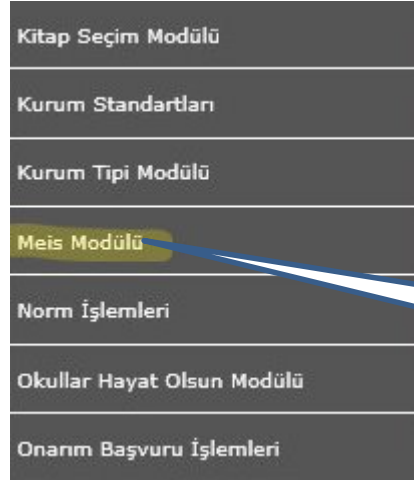 Kitap Seçim Modülü
Kurum Standartları
Kurum Tipi Modülü
Meis Modülü
Norm İşlemleri
Okullar Hayat Olsun Modülü
Onarım Başvuru İşlemleri